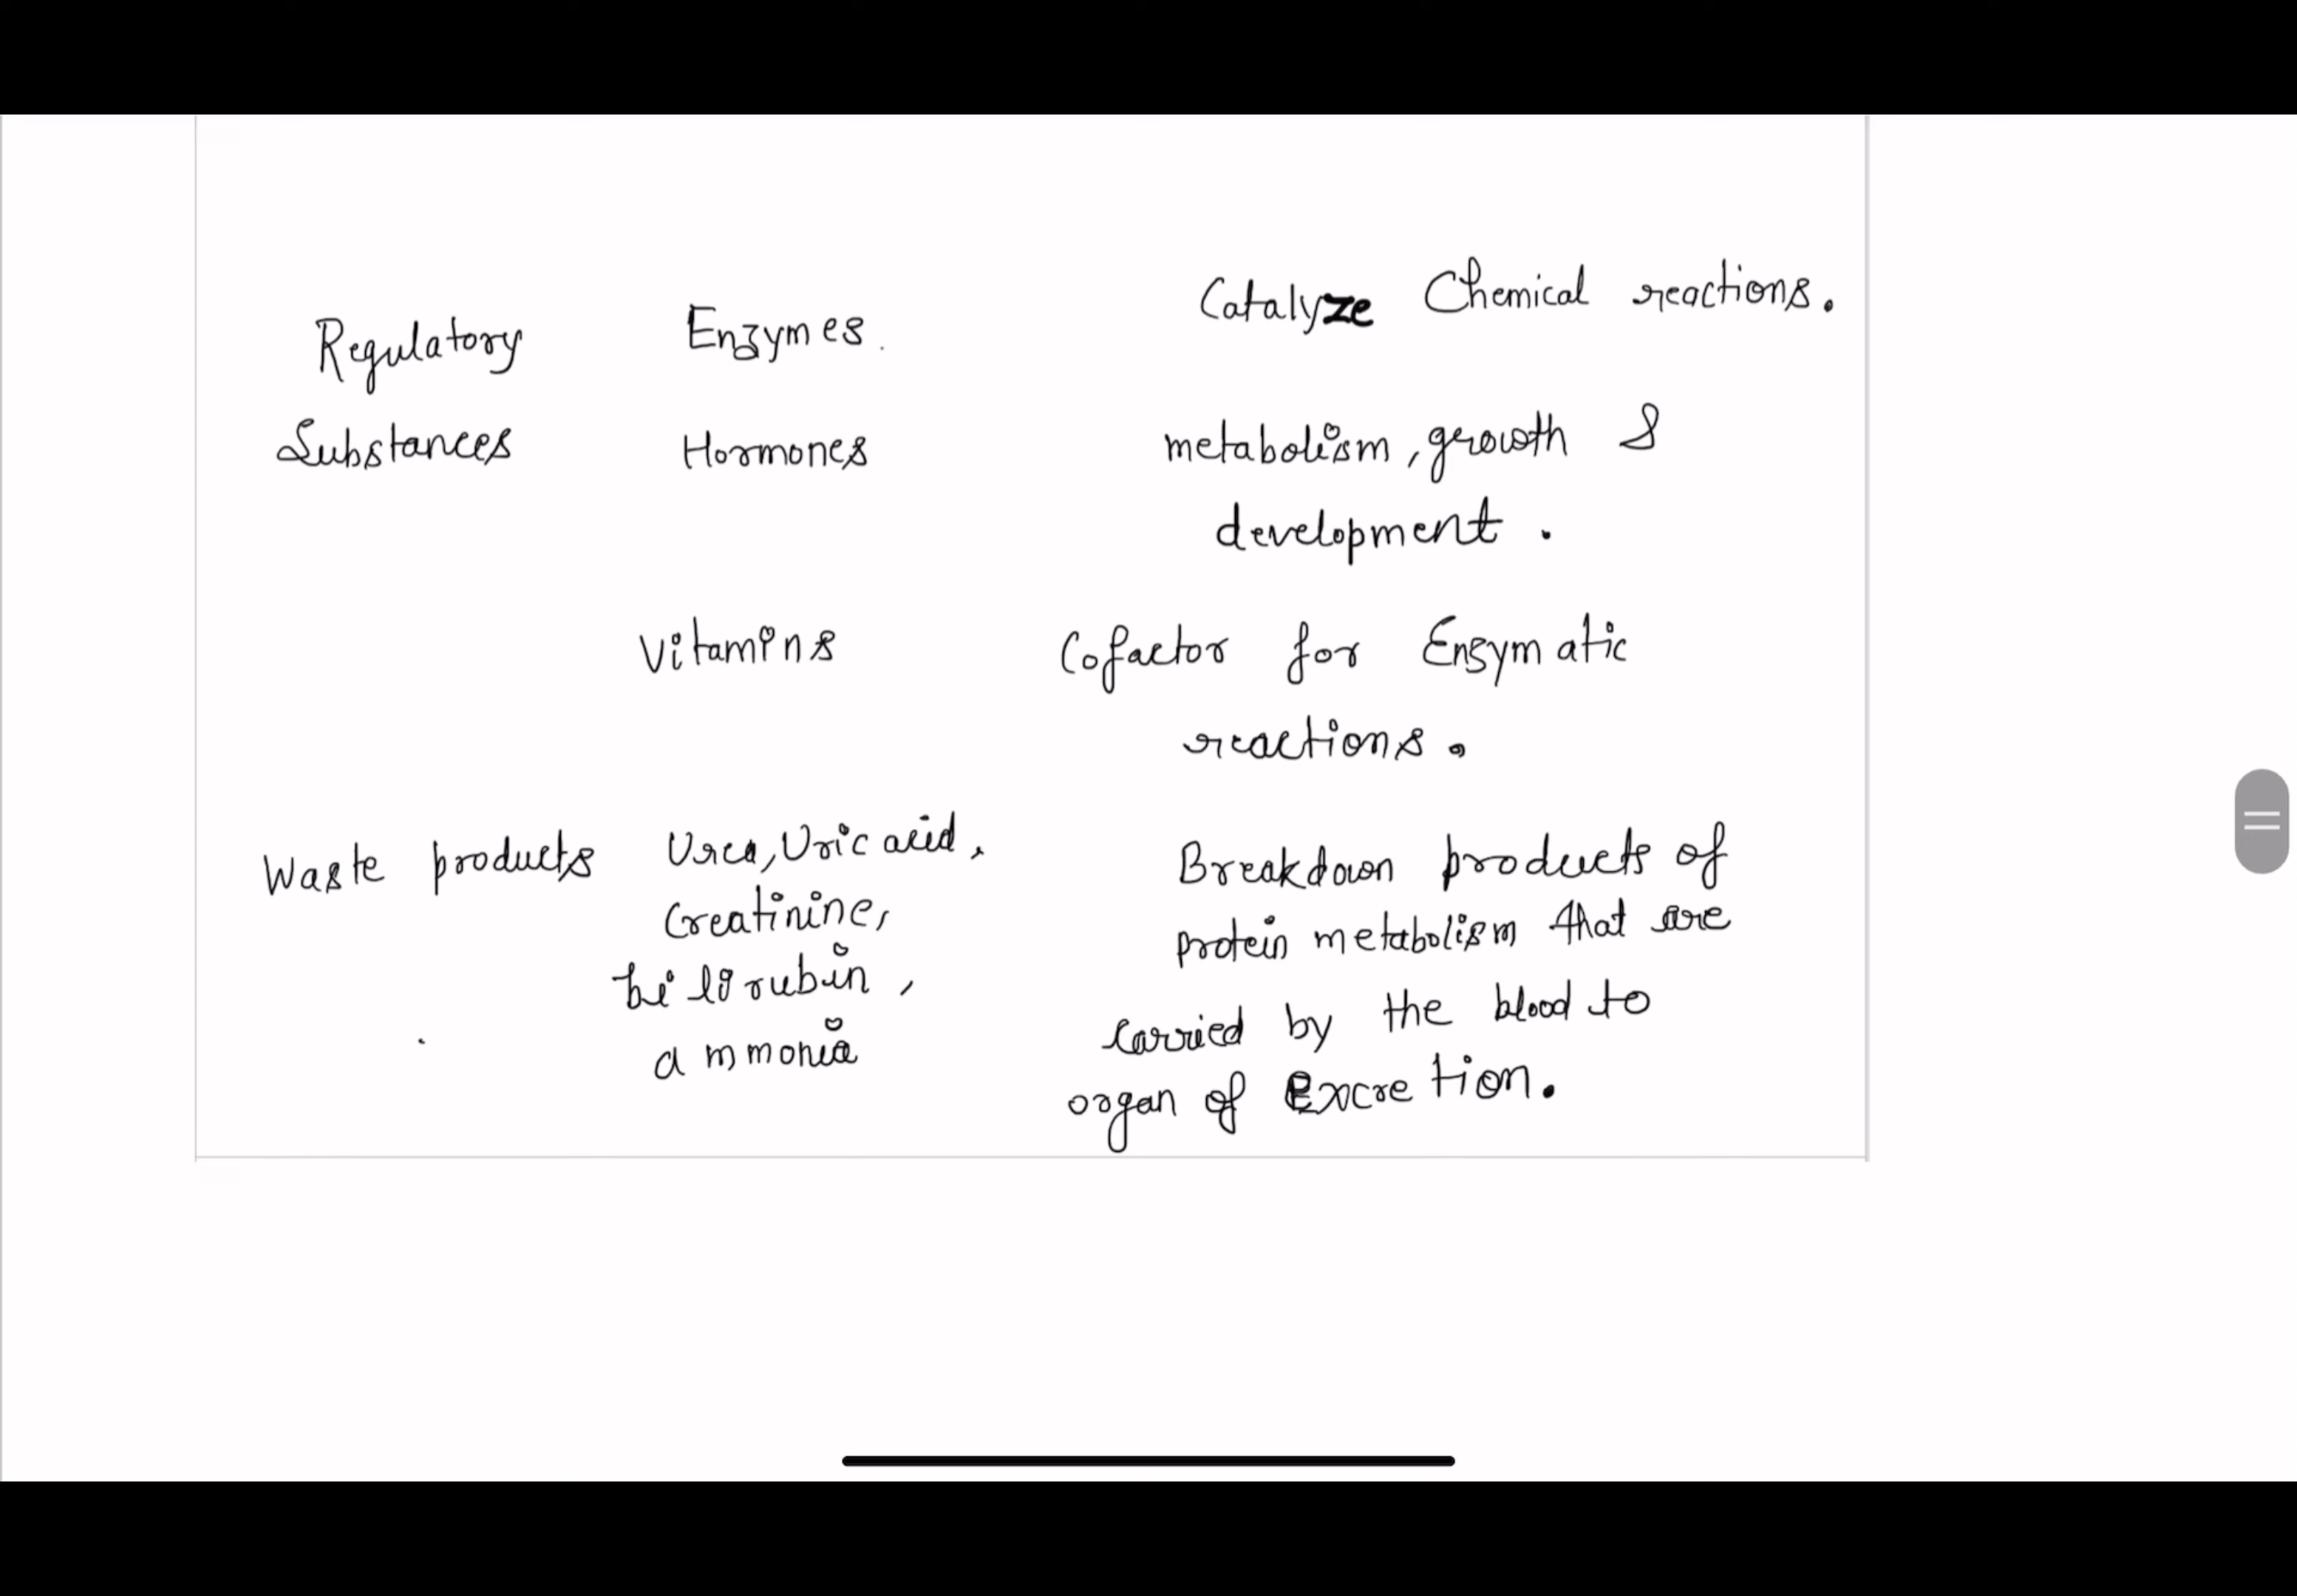 Regulatory Enzymes. Catalyze Chemical reactions.
Substances Hormones metabolism, growth &
development.
Vitamins Cofactor for Enzymatic
reactions.
Waste products Urea, Uric acid, Breakdown products of
Creatinine, protein metabolism that are
bilirubin, carried by the blood to
ammonia organ of Excretion.